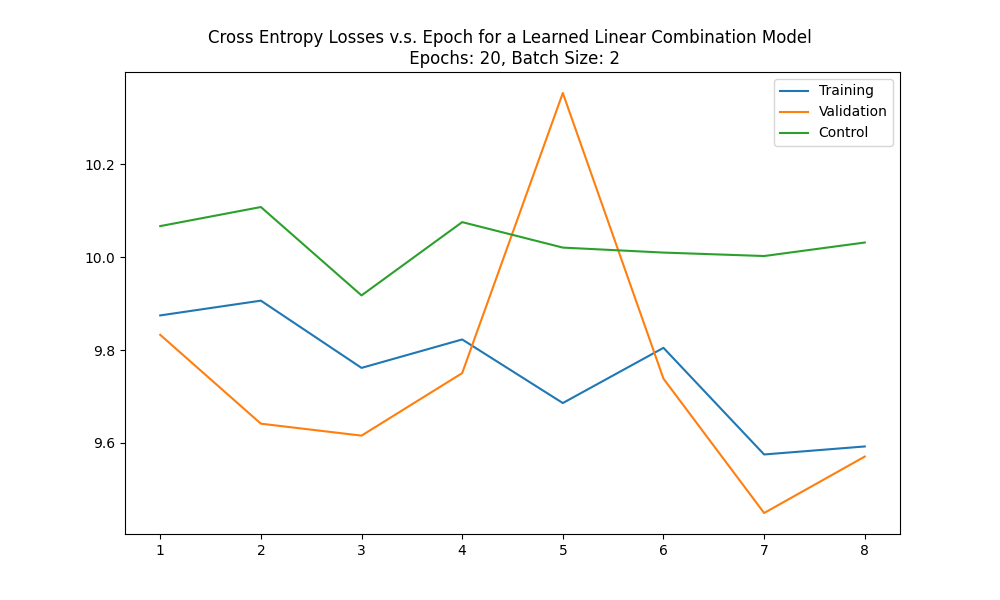 Cross Entropy Losses v.s. Epoch for a Learned Linear Combination Model
Epochs: 20, Batch Size: 2
Training
Validation
Control
10.2
10.0
9.8
9.6
1 2 3 4 5 6 7 8